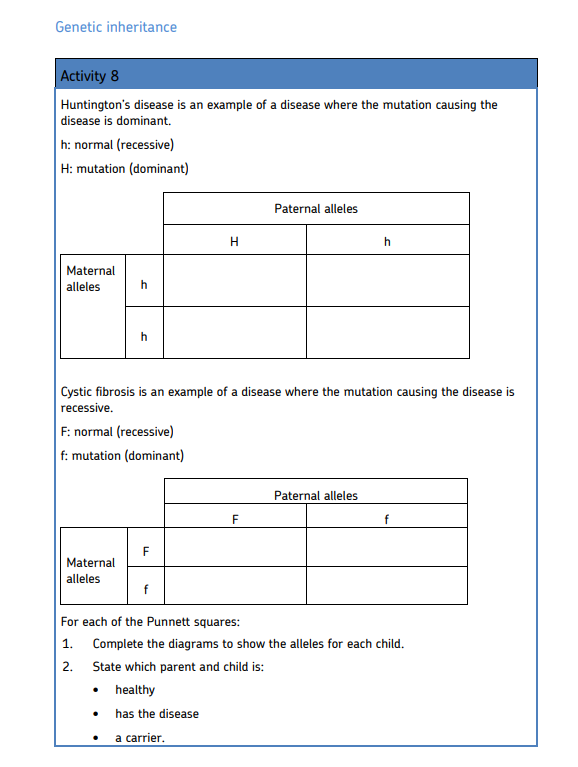 Genetic inheritance
Activity 8
Huntington's disease is an example of a disease where the mutation causing the
disease is dominant.
h: normal (recessive)
H: mutation (dominant)
Paternal alleles
H h
Maternal
alleles
h
h
Cystic fibrosis is an example of a disease where the mutation causing the disease is
recessive.
F: normal (recessive)
f: mutation (dominant)
Paternal alleles
F f
Maternal
alleles
F
f
For each of the Punnett squares:
1. Complete the diagrams to show the alleles for each child.
2. State which parent and child is:
• healthy
• has the disease
• a carrier.